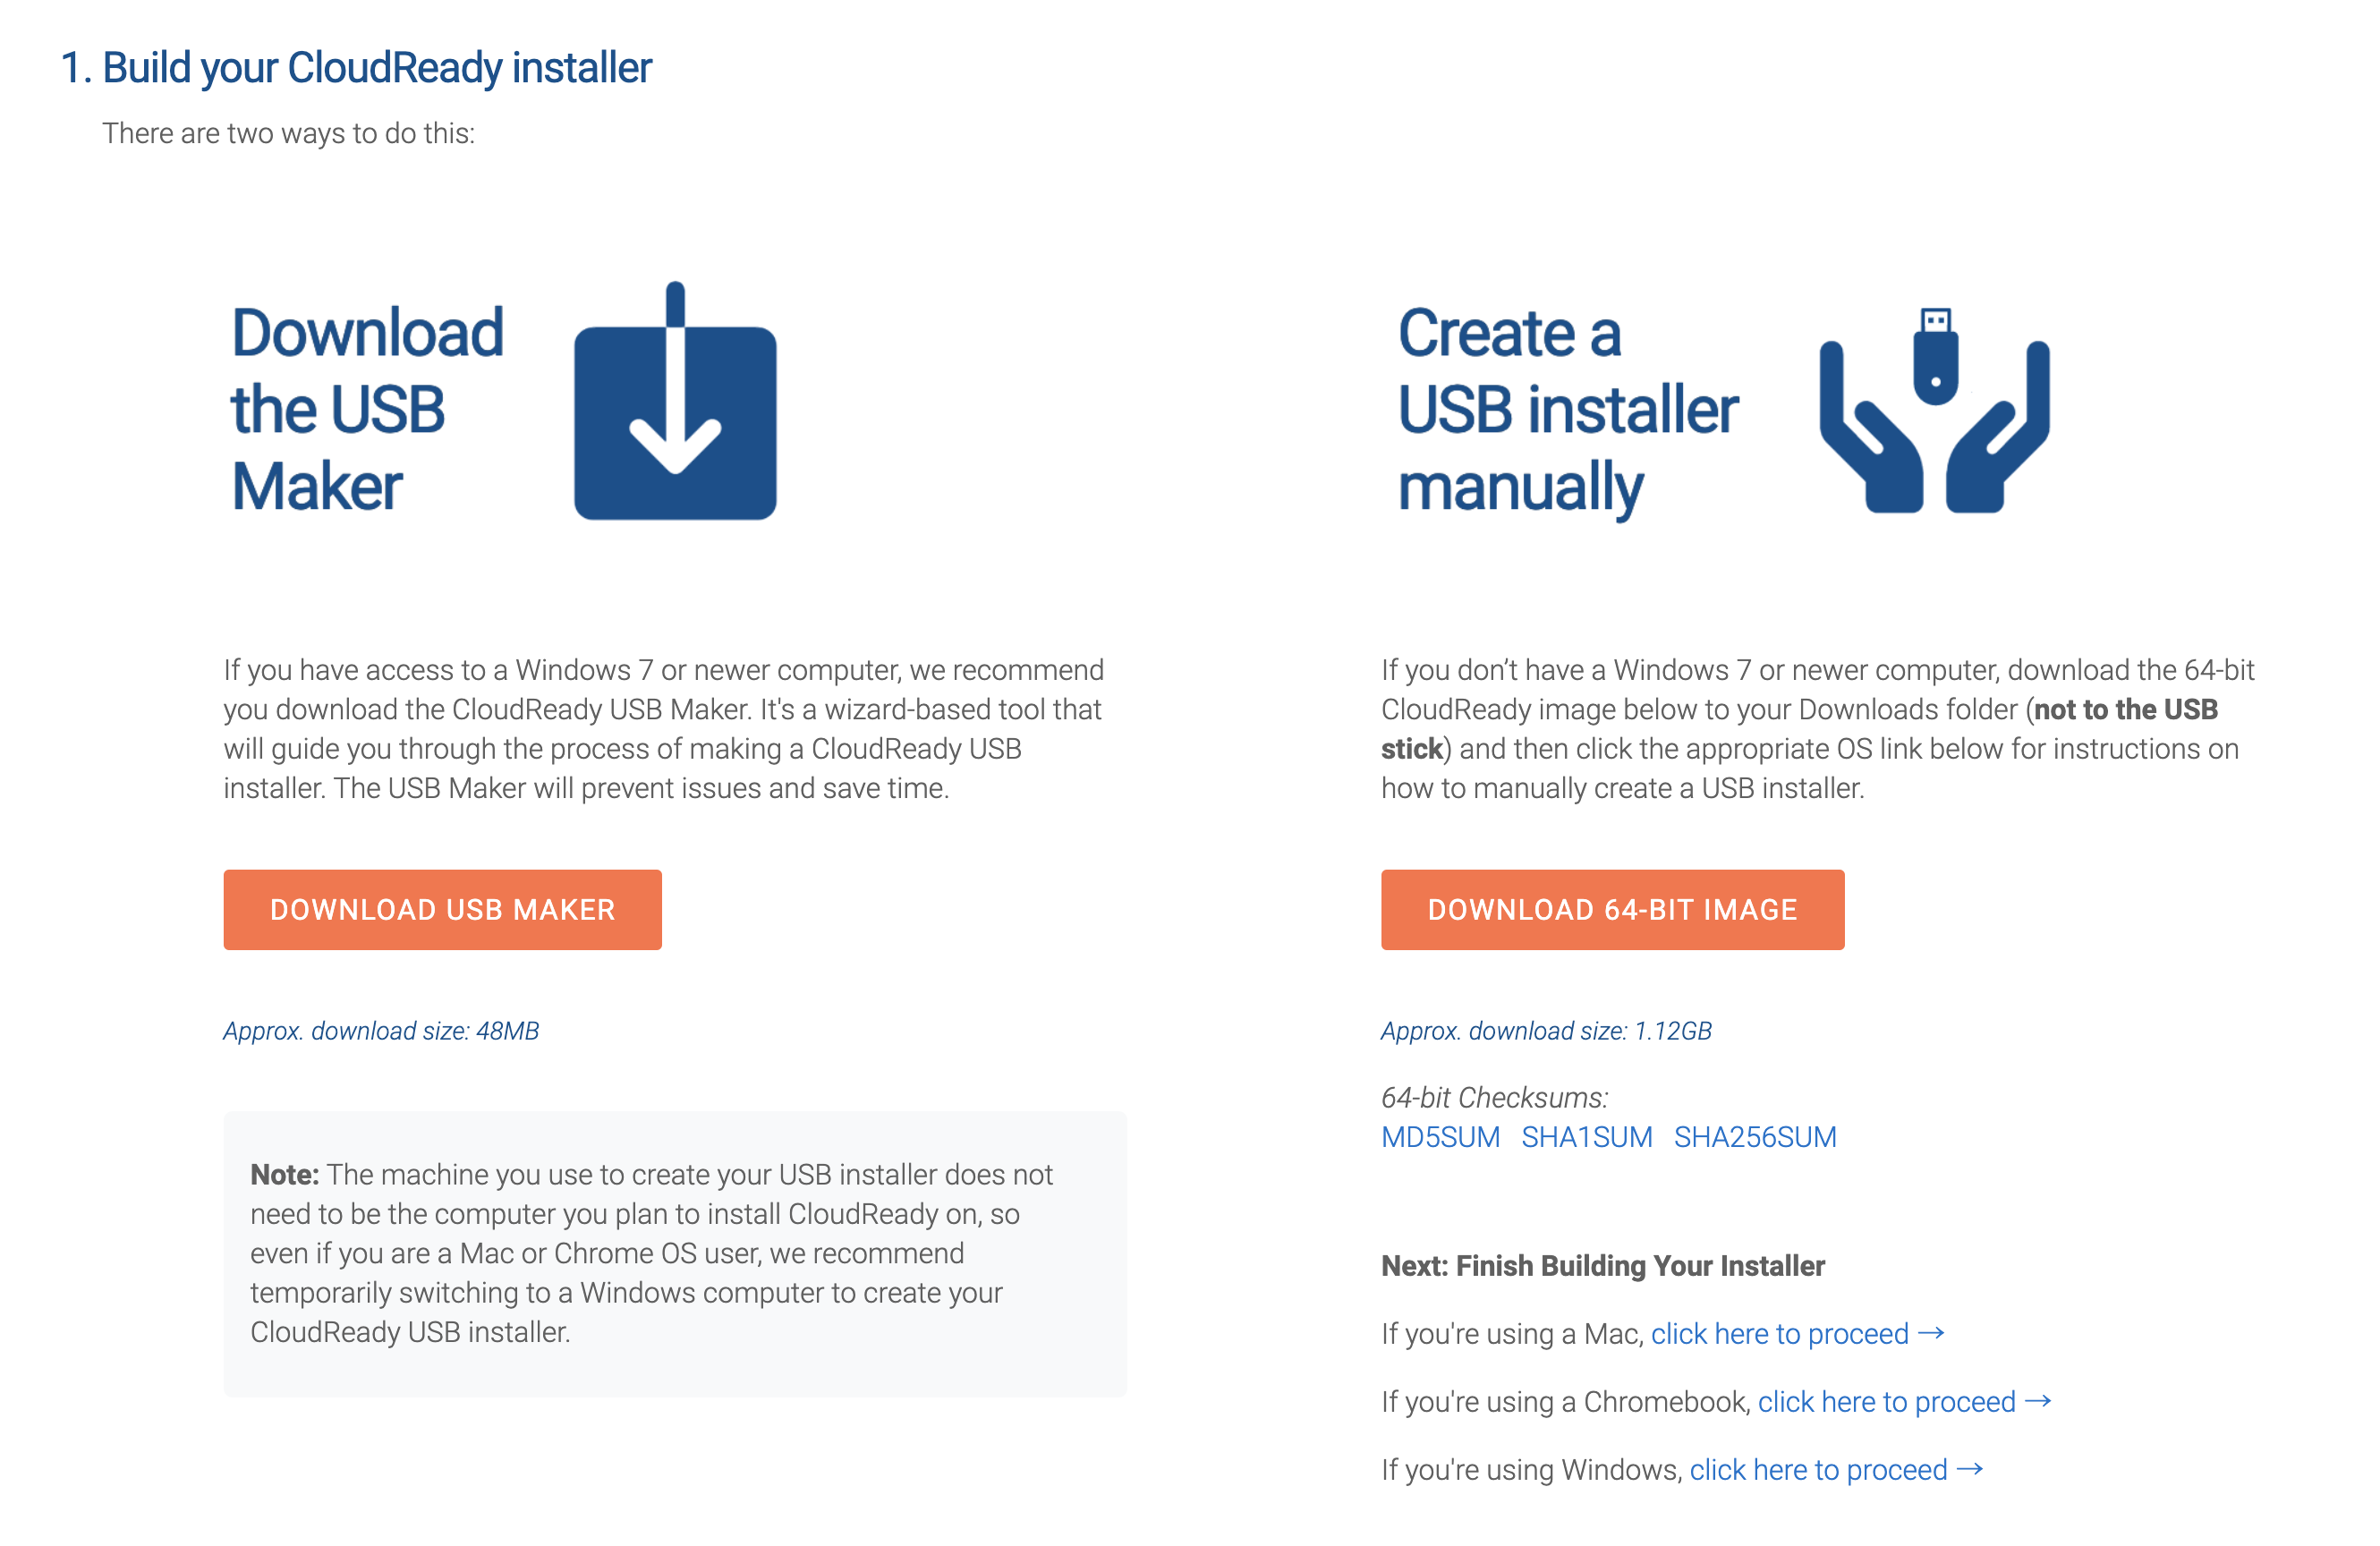 1. Build your CloudReady installer
There are two ways to do this:
Download
the USB
Maker
If you have access to a Windows 7 or newer computer, we recommend
you download the CloudReady USB Maker. It's a wizard-based tool that
will guide you through the process of making a CloudReady USB
installer. The USB Maker will prevent issues and save time.
DOWNLOAD USB MAKER
Approx. download size: 48MB
Note: The machine you use to create your USB installer does not
need to be the computer you plan to install CloudReady on, so
even if you are a Mac or Chrome OS user, we recommend
temporarily switching to a Windows computer to create your
CloudReady USB installer.
Create a
USB installer
manually
If you don’t have a Windows 7 or newer computer, download the 64-bit
CloudReady image below to your Downloads folder (not to the USB
stick) and then click the appropriate OS link below for instructions on
how to manually create a USB installer.
DOWNLOAD 64-BIT IMAGE
Approx. download size: 1.12GB
64-bit Checksums:
MD5SUM SHA1SUM SHA256SUM
Next: Finish Building Your Installer
If you're using a Mac, click here to proceed →
If you're using a Chromebook, click here to proceed →
If you're using Windows, click here to proceed →